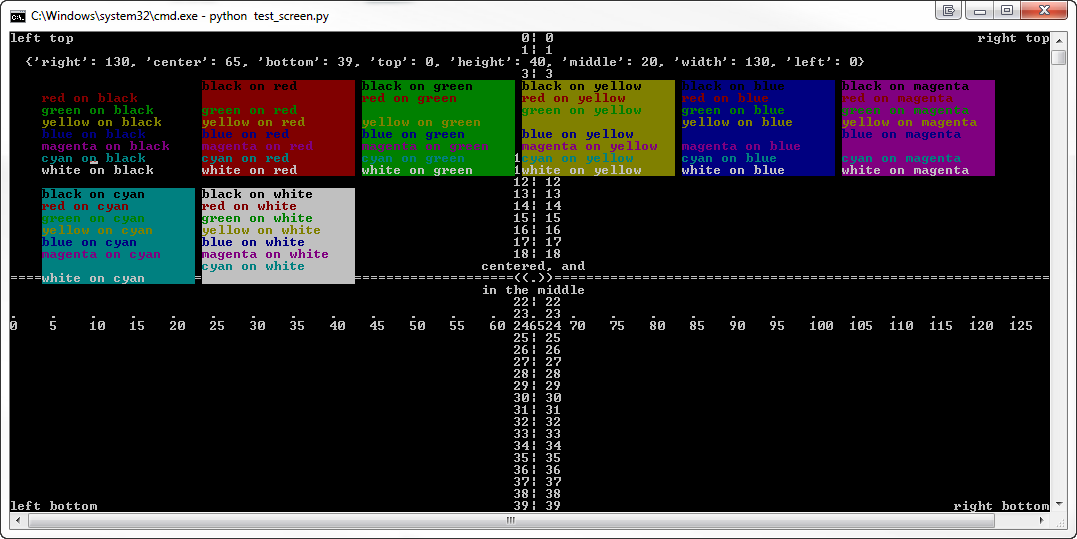 C:\Windows\system32\cmd.exe - python  test_screen.py
left top 0¦ 0 right top
1¦ 1
{'right': 130, 'center': 65, 'bottom': 39, 'top': 0, 'height': 40, 'middle': 20, 'width': 130, 'left': 0}
3¦ 3
black on red black on green black on yellow black on blue black on magenta
red on black red on green red on yellow red on blue red on magenta
green on black green on red green on yellow green on blue green on magenta
yellow on black yellow on red yellow on green yellow on blue yellow on magenta
blue on black blue on red blue on green blue on yellow blue on magenta
magenta on black magenta on red magenta on green magenta on yellow magenta on blue
cyan on black cyan on red cyan on green 1 cyan on yellow cyan on blue cyan on magenta
white on black white on red white on green 1 white on yellow white on blue white on magenta
12¦ 12
black on cyan black on white 13¦ 13
red on cyan red on white 14¦ 14
green on cyan green on white 15¦ 15
yellow on cyan yellow on white 16¦ 16
blue on cyan blue on white 17¦ 17
magenta on cyan magenta on white 18¦ 18
cyan on white centered, and
white on cyan ((.))
in the middle
22¦ 22
. . . . . . . . . . . . . 23¦ 23 . . . . . . . . . . . .
0 5 10 15 20 25 30 35 40 45 50 55 60 246524 70 75 80 85 90 95 100 105 110 115 120 125
25¦ 25
26¦ 26
27¦ 27
28¦ 28
29¦ 29
30¦ 30
31¦ 31
32¦ 32
33¦ 33
34¦ 34
35¦ 35
36¦ 36
37¦ 37
38¦ 38
left bottom 39¦ 39 right bottom